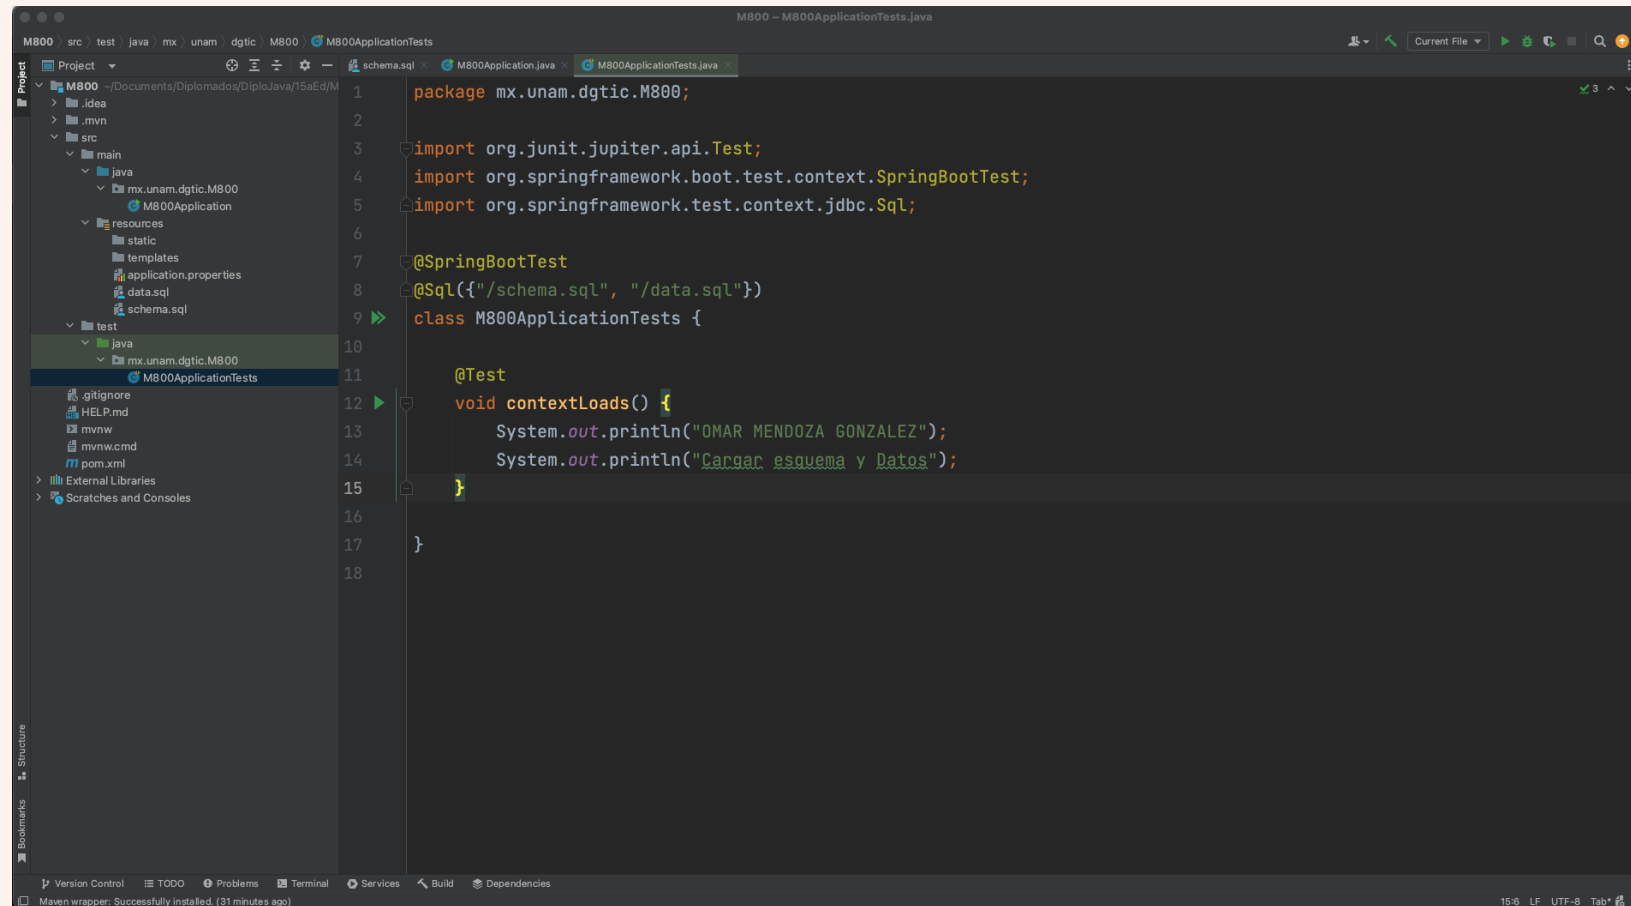 M800 – M800ApplicationTests.java
M800 src test java mx unam dgtic M800 M800ApplicationTests
Current File
Project
Project
schema.sql
M800Application.java
M800ApplicationTests.java
M800 ~/Documents/Diplomados/DiploJava/15aEd/M
.idea
.mvn
src
main
java
mx.unam.dgtic.M800
M800Application
resources
static
templates
application.properties
data.sql
schema.sql
test
java
mx.unam.dgtic.M800
M800ApplicationTests
.gitignore
HELP.md
mvnw
mvnw.cmd
pom.xml
External Libraries
Scratches and Consoles
1 package mx.unam.dgtic.M800;
3
2
3 import org.junit.jupiter.api.Test;
4 import org.springframework.boot.test.context.SpringBootTest;
5 import org.springframework.test.context.jdbc.Sql;
6
7 @SpringBootTest
8 @Sql({"/schema.sql", "/data.sql"})
9 class M800ApplicationTests {
10
11 @Test
12 void contextLoads() {
13 System.out.println("OMAR MENDOZA GONZALEZ");
14 System.out.println("Cargar esquema y Datos");
15 }
16
17 }
18
Structure
Bookmarks
Version Control TODO Problems Terminal Services Build Dependencies
Maven wrapper: Successfully installed. (31 minutes ago)
15:6 LF UTF-8 Tab*